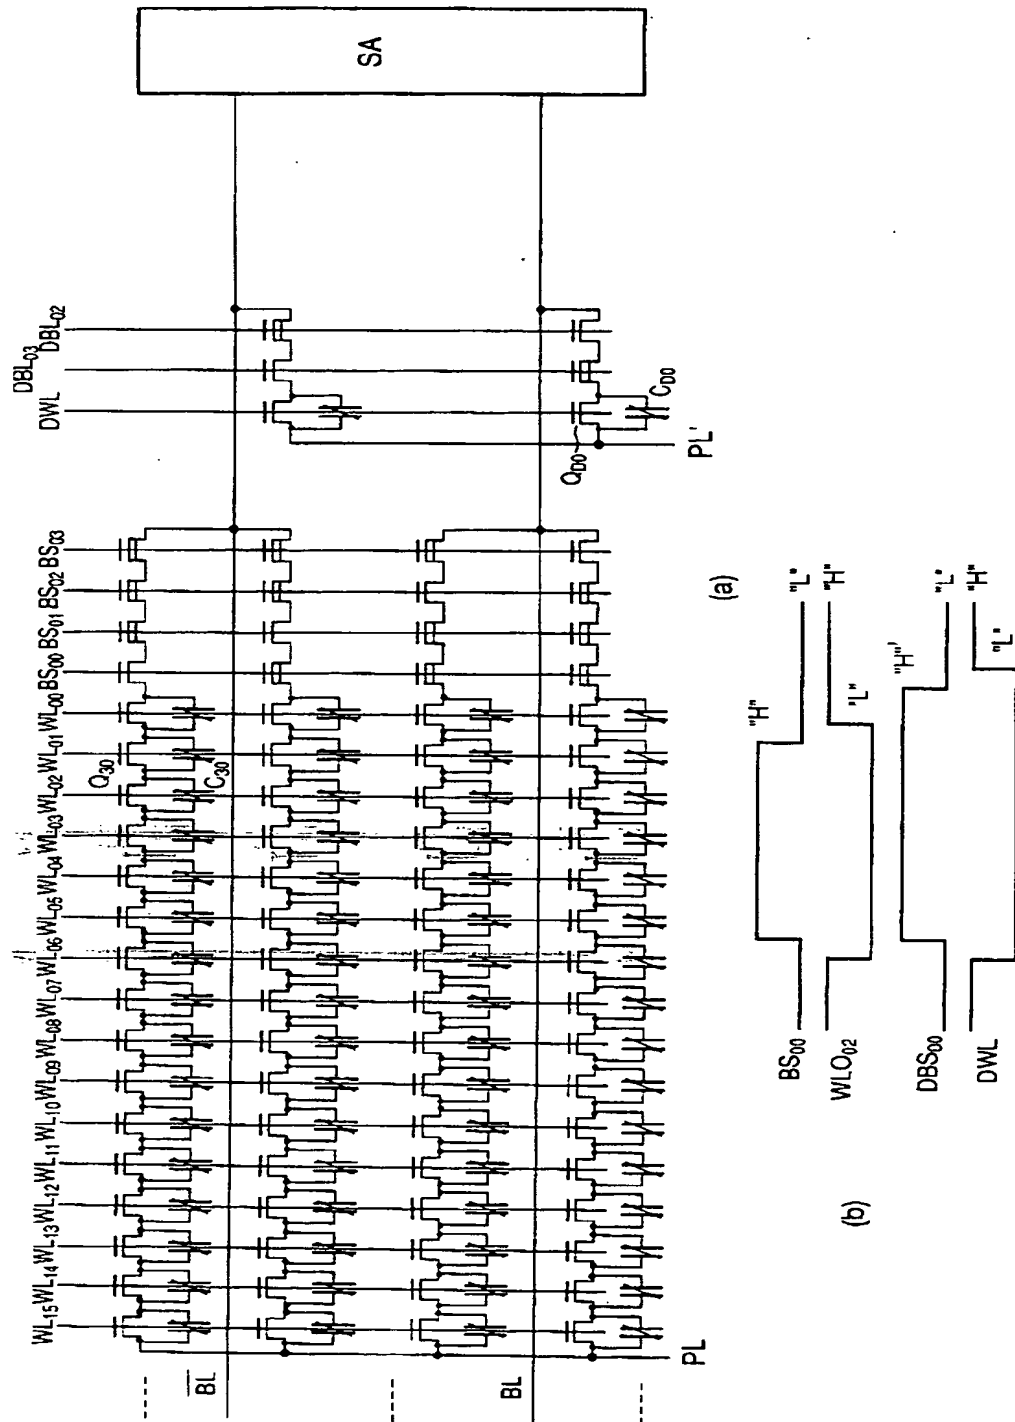 SA
DBL03
DBL02
DWL
CD0
QD0
PL'
BS03
BS02
BS01
BS00
WL00
WL01
WL02
WL03
WL04
WL05
WL06
WL07
WL08
WL09
WL10
WL11
WL12
WL13
WL14
WL15
Q30
C30
BL
BL
PL
(a)
BS00 "H" "L"
WLO02 "L" "H"
DBS00 "H"' "L"
DWL "L" "H"
(b)